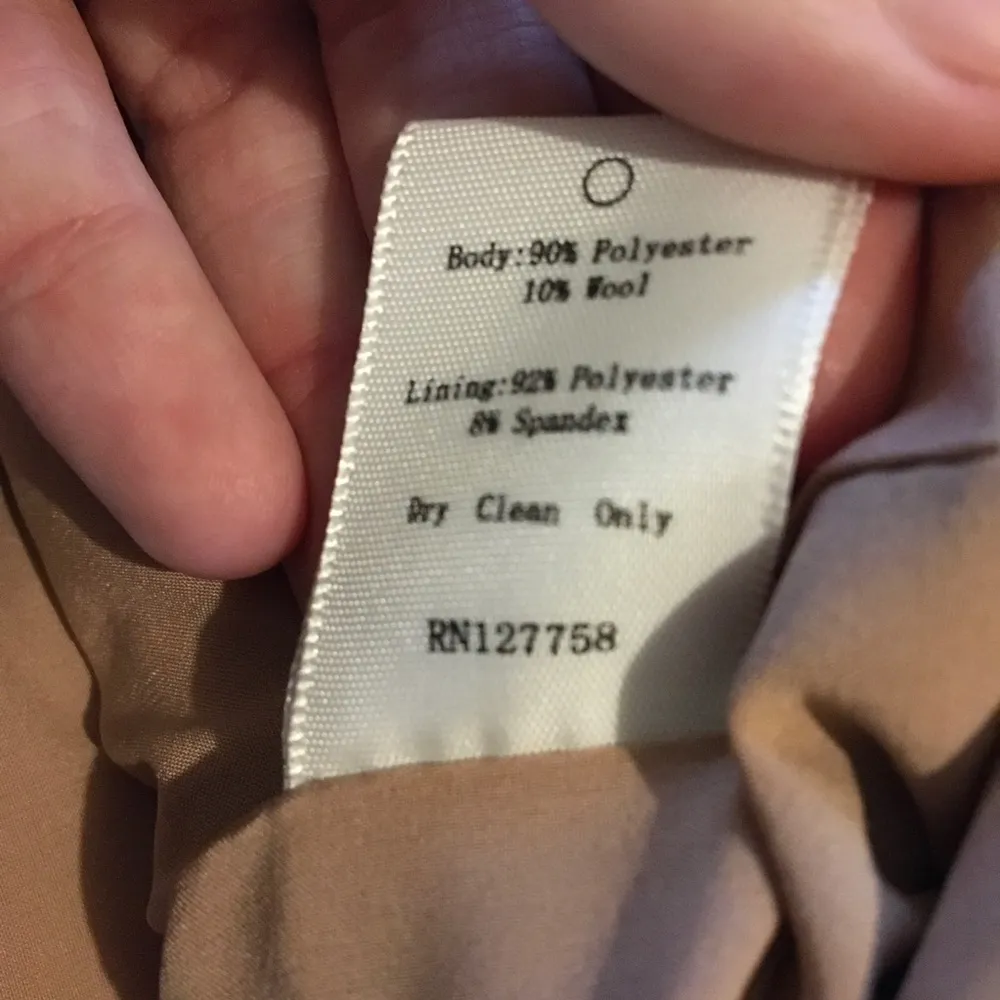 Body:90% Polyester
10% Wool
Lining:92% Polyester
8% Spandex
Dry Clean Only
RN127758